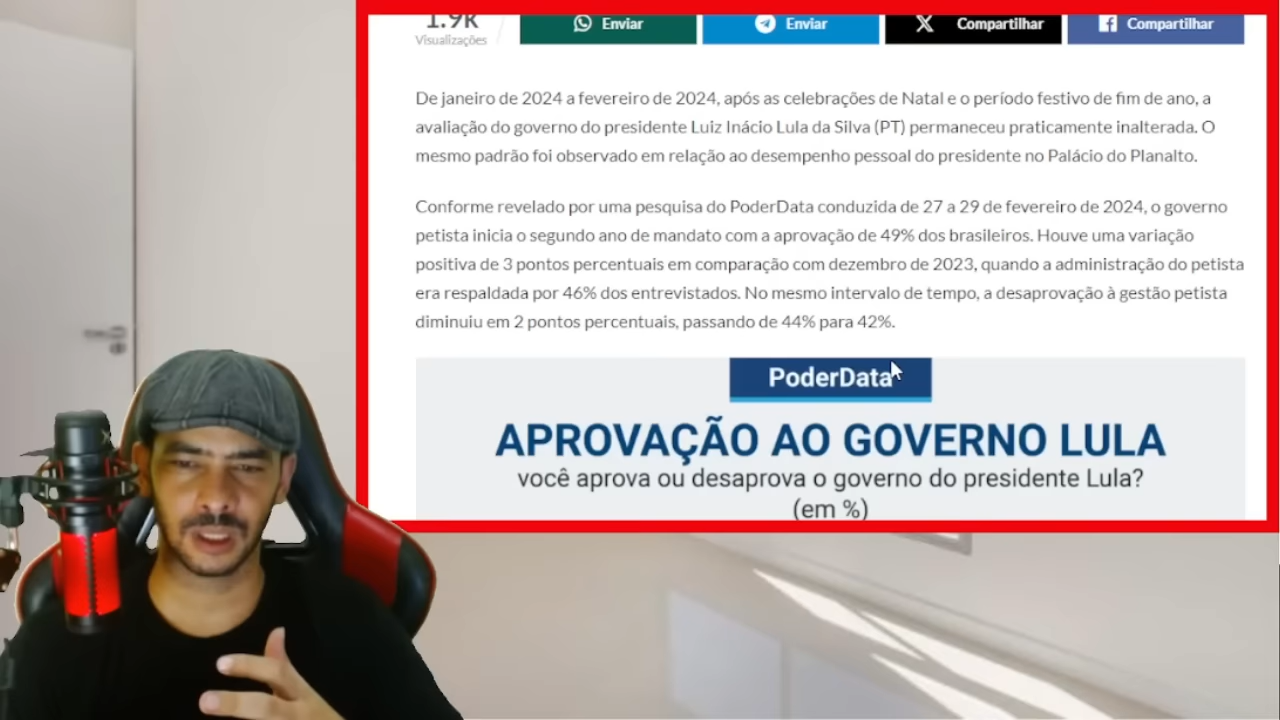 1.9K
Visualizações
Enviar
Enviar
Compartilhar
Compartilhar
De janeiro de 2024 a fevereiro de 2024, após as celebrações de Natal e o período festivo de fim de ano, a
avaliação do governo do presidente Luiz Inácio Lula da Silva (PT) permaneceu praticamente inalterada. O
mesmo padrão foi observado em relação ao desempenho pessoal do presidente no Palácio do Planalto.
Conforme revelado por uma pesquisa do PoderData conduzida de 27 a 29 de fevereiro de 2024, o governo
petista inicia o segundo ano de mandato com a aprovação de 49% dos brasileiros. Houve uma variação
positiva de 3 pontos percentuais em comparação com dezembro de 2023, quando a administração do petista
era respaldada por 46% dos entrevistados. No mesmo intervalo de tempo, a desaprovação à gestão petista
diminuiu em 2 pontos percentuais, passando de 44% para 42%.
PoderData
APROVAÇÃO AO GOVERNO LULA
você aprova ou desaprova o governo do presidente Lula?
(em %)